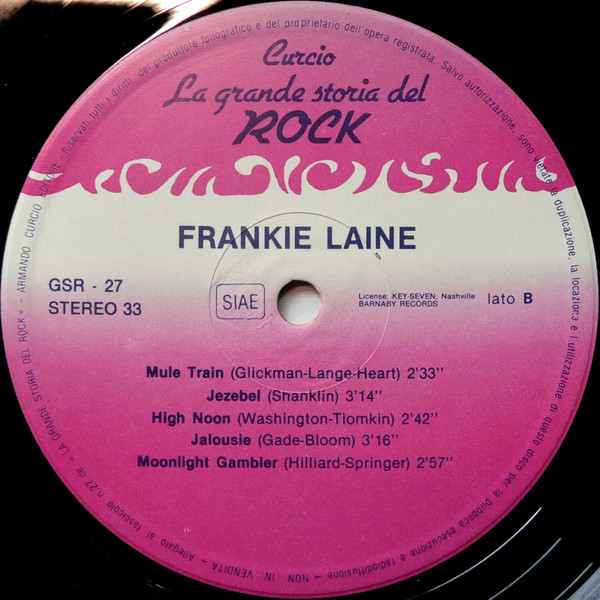 Curcio
La grande storia del
ROCK
FRANKIE LAINE
GSR - 27
STEREO 33
SIAE
License: KEY-SEVEN, Nashville
BARNABY RECORDS
lato B
Mule Train (Glickman-Lange-Heart) 2'33''
Jezebel (Shanklin) 3'14''
High Noon (Washington-Tiomkin) 2'42''
Jalousie (Gade-Bloom) 3'16''
Moonlight Gambler (Hilliard-Springer) 2'57''
Allegato al fascicolo n.27 de «LA GRANDE STORIA DEL ROCK» - ARMANDO CURCIO EDITORE - Riservati tutti i diritti del produttore fonografico e del proprietario dell'opera registrata. Salvo autorizzazione, sono vietate la duplicazione, la locazione e l'utilizzazione di questo disco per la pubblica esecuzione e radiodiffusione - NON IN VENDITA -